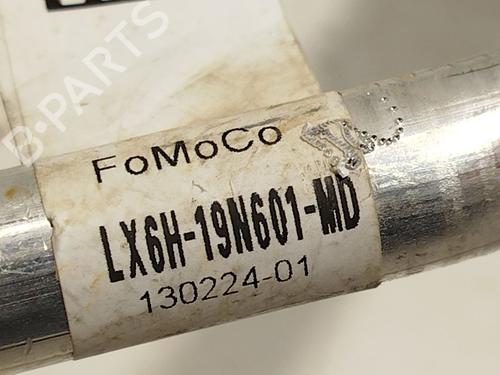 B-PARTS
FoMoCo
LX6H-19N601-MD
130224-01